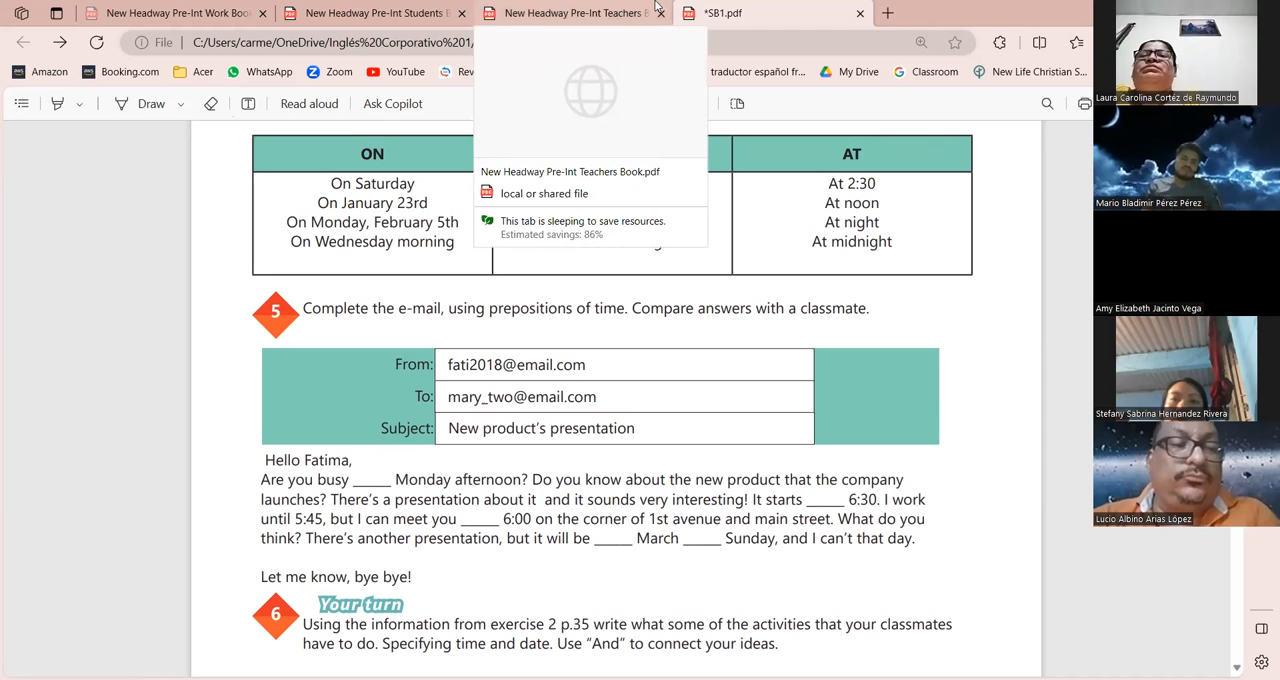 New Headway Pre-Int Work Boo
New Headway Pre-Int Students B
New Headway Pre-Int Teachers B
*SB1.pdf
File
C:/Users/carme/OneDrive/Inglés%20Corporativo%201/
Amazon
Booking.com
Acer
WhatsApp
Zoom
YouTube
Rev
traductor español fr...
My Drive
Classroom
New Life Christian S...
Draw
Read aloud
Ask Copilot
New Headway Pre-Int Teachers Book.pdf
local or shared file
This tab is sleeping to save resources.
Estimated savings: 86%
ON
AT
On Saturday
On January 23rd
On Monday, February 5th
On Wednesday morning
At 2:30
At noon
At night
At midnight
5
Complete the e-mail, using prepositions of time. Compare answers with a classmate.
From: fati2018@email.com
To: mary_two@email.com
Subject: New product's presentation
Hello Fatima,
Are you busy _____ Monday afternoon? Do you know about the new product that the company
launches? There's a presentation about it and it sounds very interesting! It starts _____ 6:30. I work
until 5:45, but I can meet you _____ 6:00 on the corner of 1st avenue and main street. What do you
think? There's another presentation, but it will be _____ March _____ Sunday, and I can't that day.
Let me know, bye bye!
6
Your turn
Using the information from exercise 2 p.35 write what some of the activities that your classmates
have to do. Specifying time and date. Use "And" to connect your ideas.
Laura Carolina Cortéz de Raymundo
Mario Bladimir Pérez Pérez
Amy Elizabeth Jacinto Vega
Stefany Sabrina Hernandez Rivera
Lucio Albino Arias López